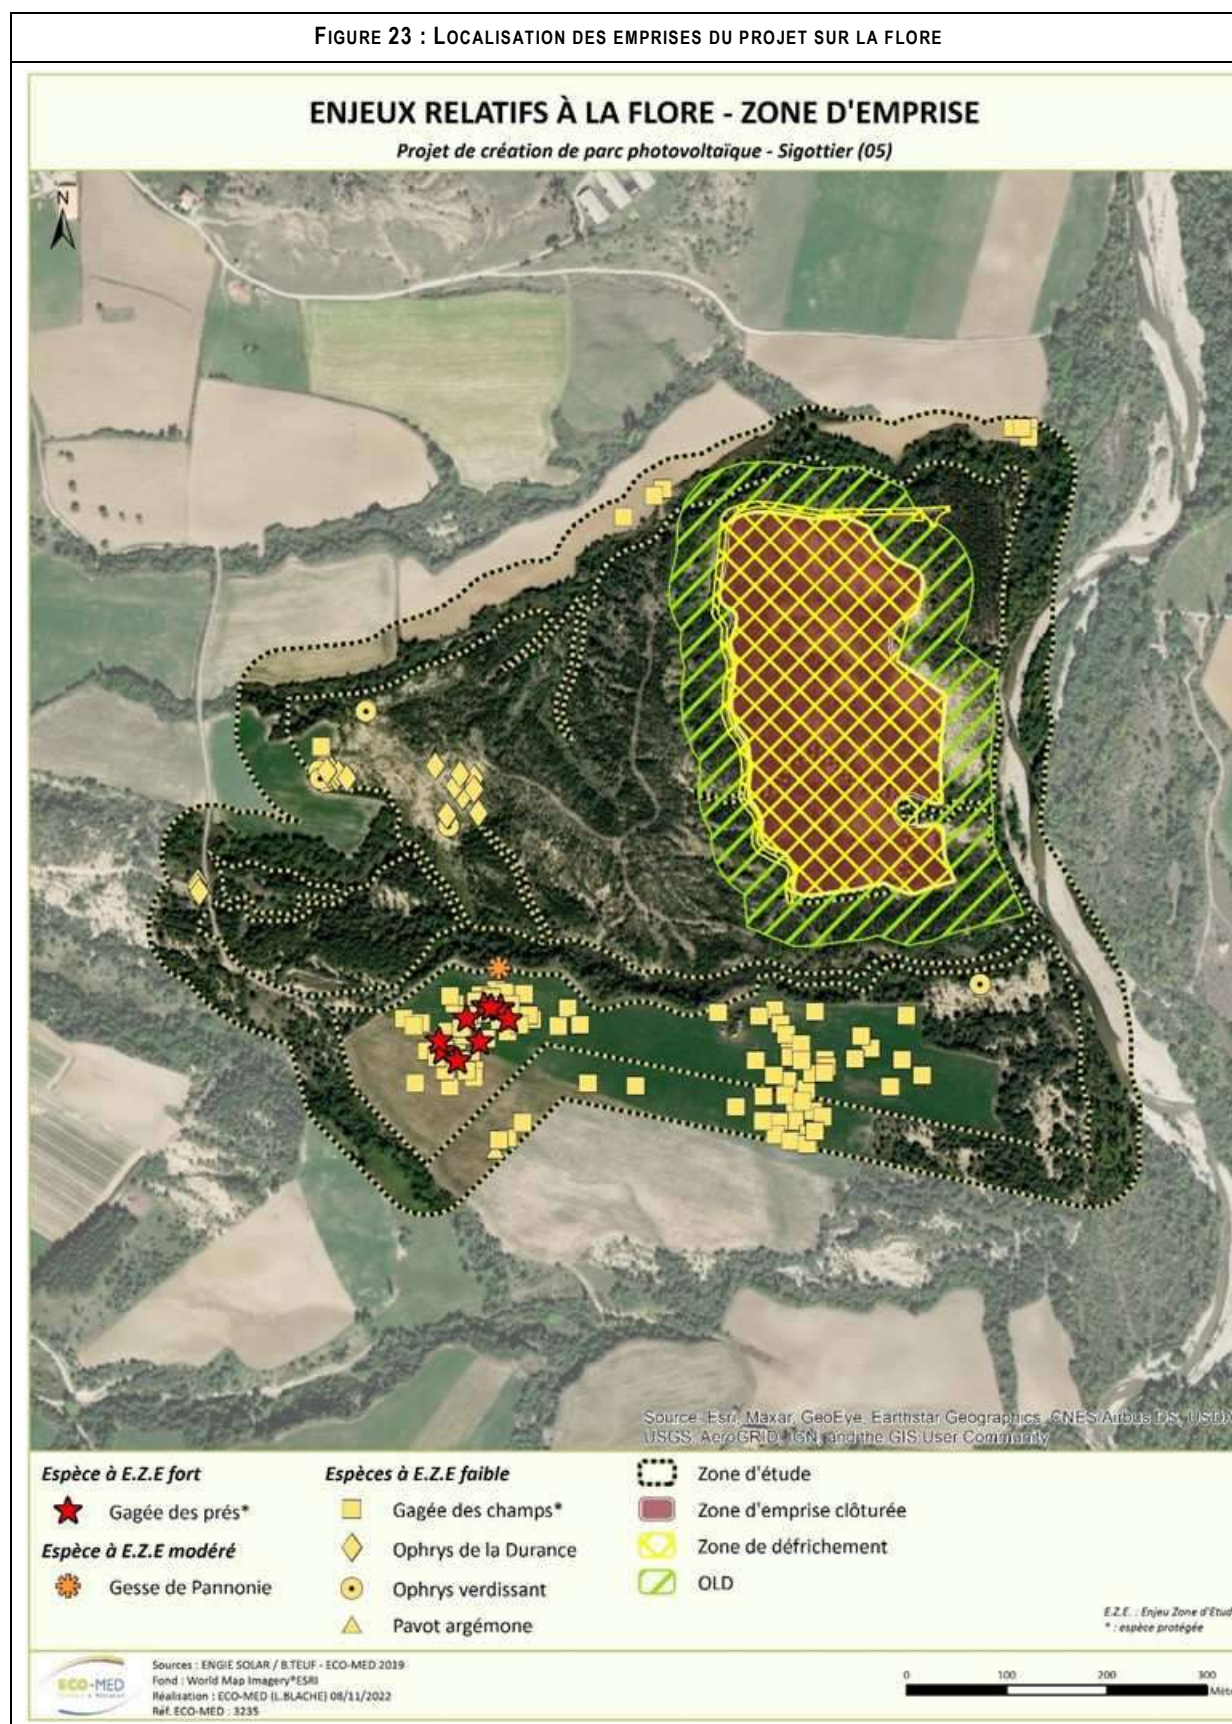 FIGURE 23 : LOCALISATION DES EMPRISES DU PROJET SUR LA FLORE
ENJEUX RELATIFS À LA FLORE - ZONE D'EMPRISE
Projet de création de parc photovoltaïque - Sigottier (05)
N
Source: Esri, Maxar, GeoEye, Earthstar Geographics, CNES/Airbus DS, USDA,
USGS, AeroGRID, IGN, and the GIS User Community
Espèce à E.Z.E fort
Gagée des prés*
Espèce à E.Z.E modéré
Gesse de Pannonie
Espèces à E.Z.E faible
Gagée des champs*
Ophrys de la Durance
Ophrys verdissant
Pavot argémone
Zone d'étude
Zone d'emprise clôturée
Zone de défrichement
OLD
E.Z.E. : Enjeu Zone d'Etud
* : espèce protégée
ECO-MED
Sources : ENGIE SOLAR / B.TEUF - ECO-MED 2019
Fond : World Map Imagery®ESRI
Réalisation : ECO-MED (L.BLACHE) 08/11/2022
Réf. ECO-MED : 3235
0 100 200 300
Mèt